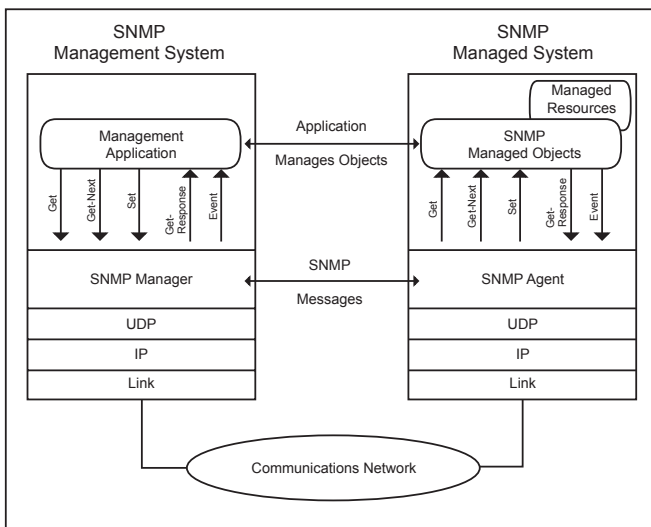 SNMP
Management System
SNMP
Managed System
Managed
Resources
Management
Application
Application
Manages Objects
SNMP
Managed Objects
Get
Get-Next
Set
Get-
Response
Event
Get
Get-Next
Set
Get-
Response
Event
SNMP Manager
SNMP
Messages
SNMP Agent
UDP
UDP
IP
IP
Link
Link
Communications Network